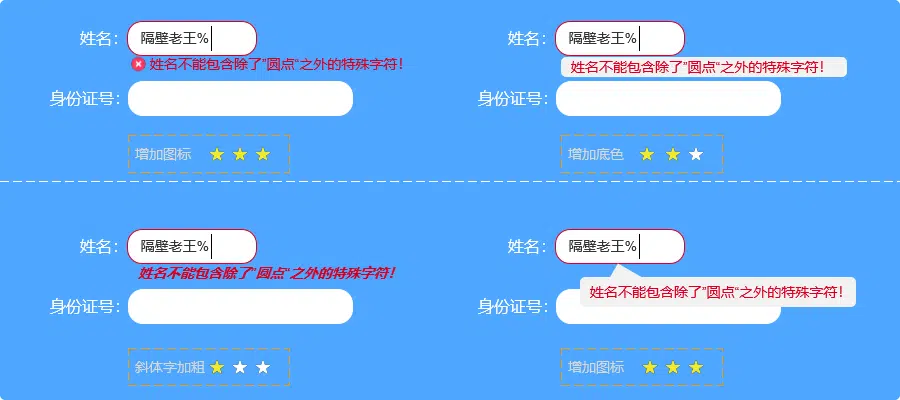 姓名：
隔壁老王%
姓名不能包含除了”圆点“之外的特殊字符！
身份证号：
增加图标
姓名：
隔壁老王%
姓名不能包含除了”圆点“之外的特殊字符！
身份证号：
增加底色
姓名：
隔壁老王%
姓名不能包含除了”圆点“之外的特殊字符！
身份证号：
斜体字加粗
姓名：
隔壁老王%
姓名不能包含除了”圆点“之外的特殊字符！
身份证号：
增加图标